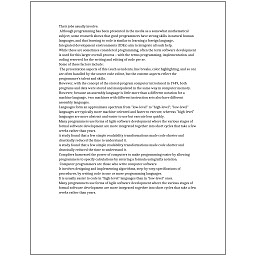 Their jobs usually involve:
Although programming has been presented in the media as a somewhat mathematical
subject, some research shows that good programmers have strong skills in natural human
languages, and that learning to code is similar to learning a foreign language.
Integrated development environments (IDEs) aim to integrate all such help.
While these are sometimes considered programming, often the term software development
is used for this larger overall process – with the terms programming, implementation, and
coding reserved for the writing and editing of code per se.
Whatever these factors include:
The presentation aspects of this (such as indents, line breaks, color highlighting, and so on)
are often handled by the source code editor, but the content aspects reflect the
programmer's talent and skills.
However, with the concept of the stored-program computer introduced in 1949, both
programs and data were stored and manipulated in the same way in computer memory.
However, because an assembly language is little more than a different notation for a
machine language, two machines with different instruction sets also have different
assembly languages.
Languages form an approximate spectrum from "low-level" to "high-level"; "low-level"
languages are typically more machine-oriented and faster to execute, whereas "high-level"
languages are more abstract and easier to use but execute less quickly.
Many programmers use forms of Agile software development where the various stages of
formal software development are more integrated together into short cycles that take a few
weeks rather than years.
A study found that a few simple readability transformations made code shorter and
drastically reduced the time to understand it.
A study found that a few simple readability transformations made code shorter and
drastically reduced the time to understand it.
Compilers harnessed the power of computers to make programming easier by allowing
programmers to specify calculations by entering a formula using infix notation.
Computer programmers are those who write computer software.
It involves designing and implementing algorithms, step-by-step specifications of
procedures, by writing code in one or more programming languages.
It is usually easier to code in "high-level" languages than in "low-level" ones.
Many programmers use forms of Agile software development where the various stages of
formal software development are more integrated together into short cycles that take a few
weeks rather than years.